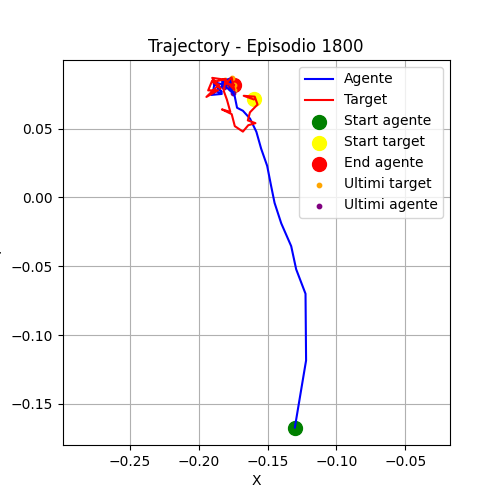 Trajectory - Episodio 1800
Agente
Target
Start agente
Start target
End agente
Ultimi target
Ultimi agente
0.05
0.00
−0.05
−0.10
−0.15
−0.25
−0.20
−0.15
−0.10
−0.05
X